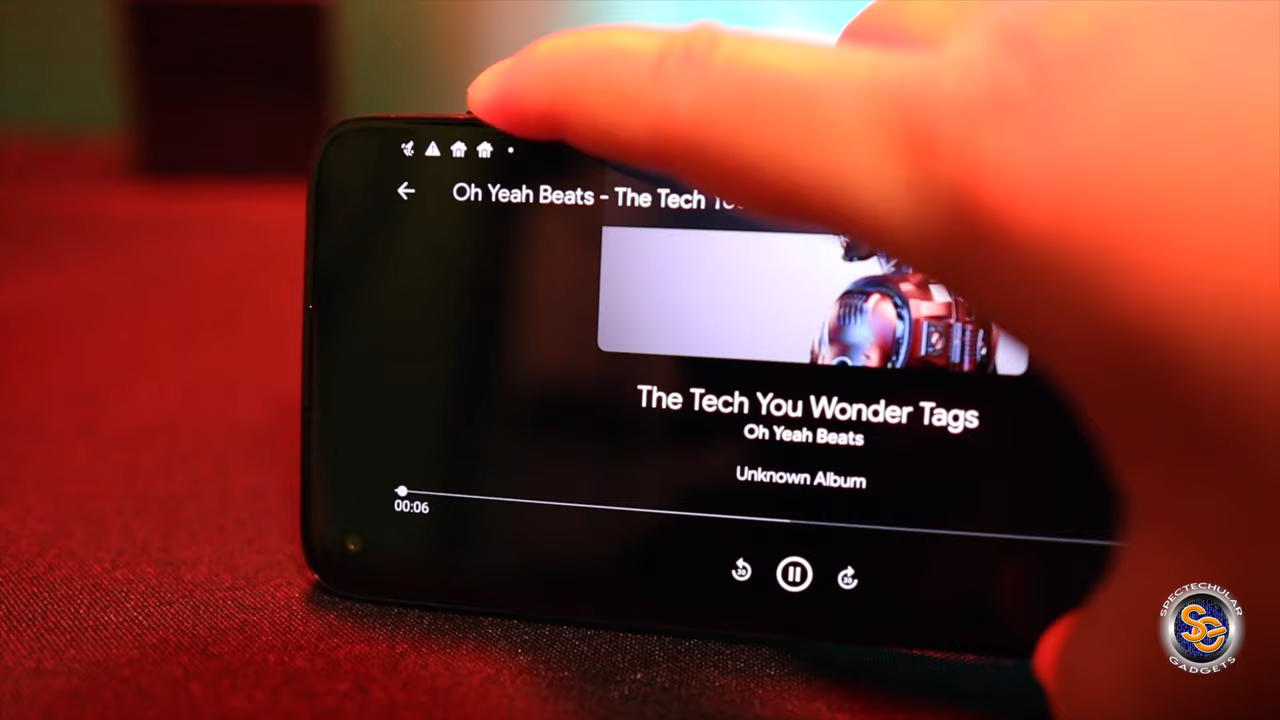 Oh Yeah Beats - The Tech
The Tech You Wonder Tags
Oh Yeah Beats
Unknown Album
00:06
SPECTECHULAR
SG
GADGETS